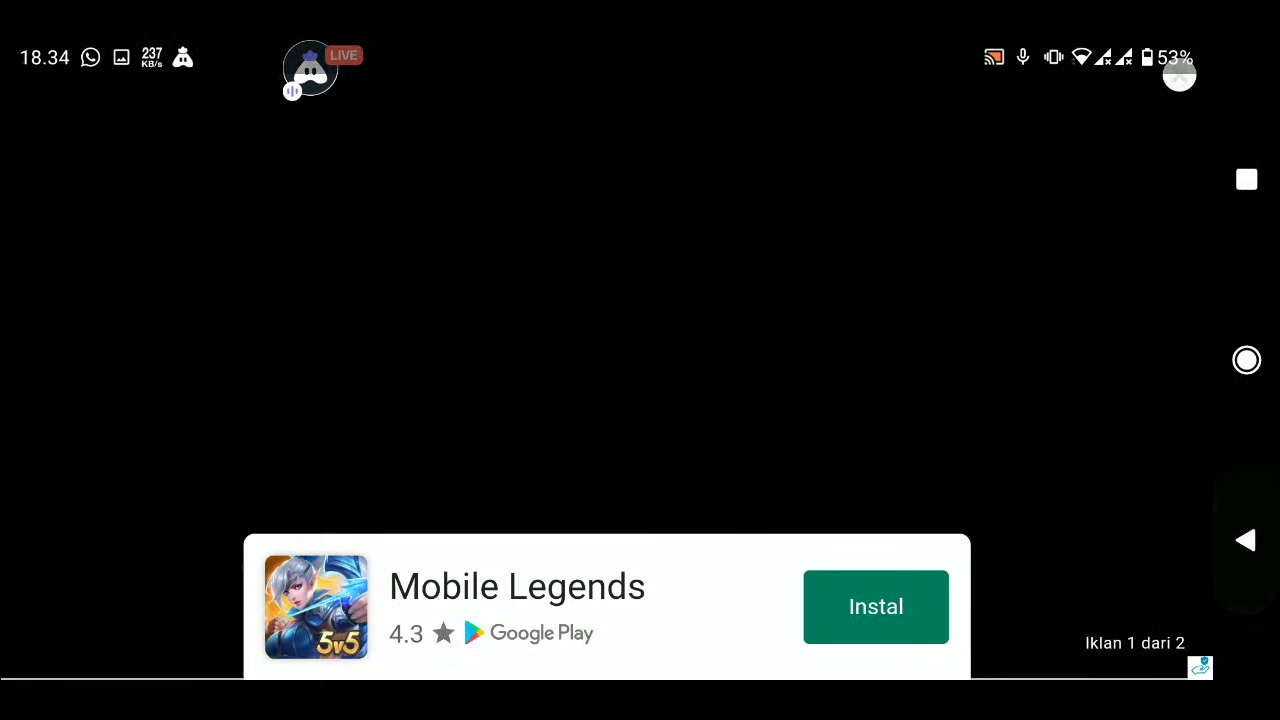 18.34
237
KB/s
LIVE
53%
Mobile Legends
4.3 ★ Google Play
5v5
Instal
Iklan 1 dari 2